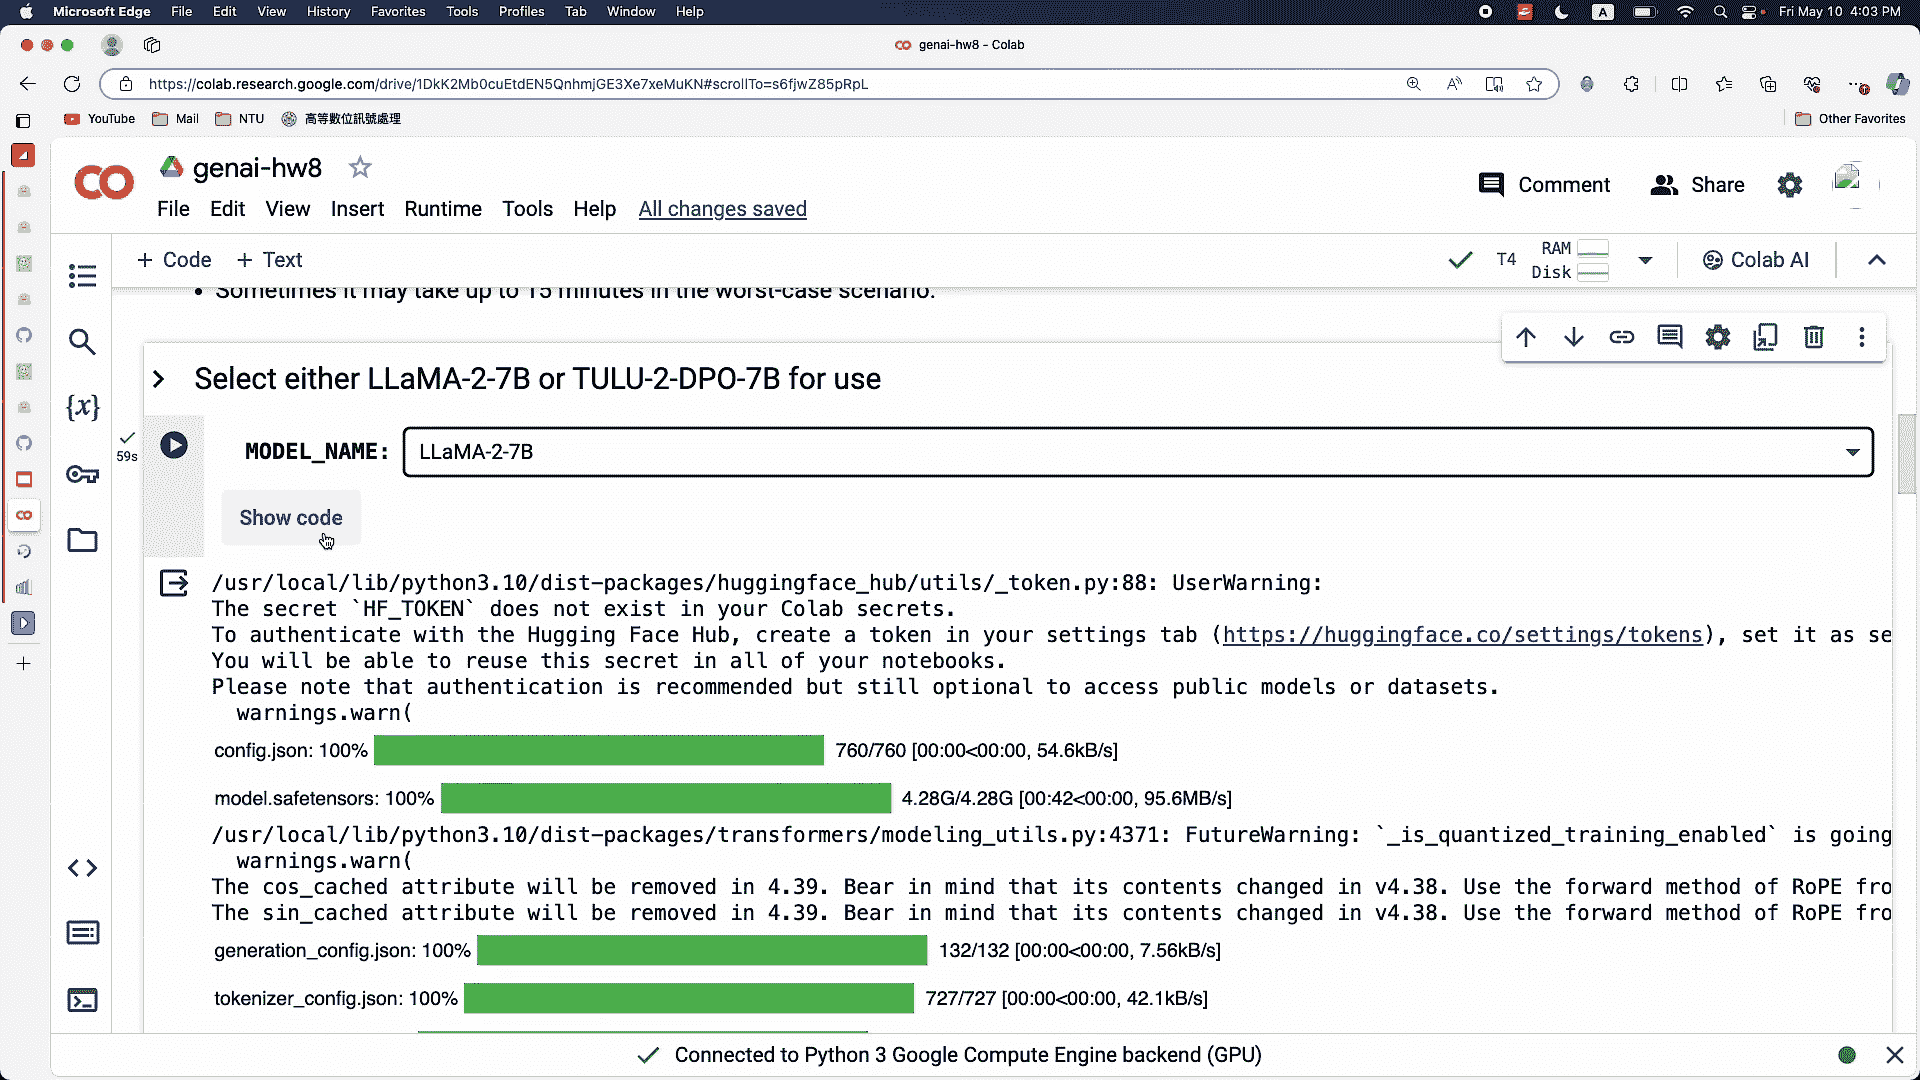 Microsoft Edge File Edit View History Favorites Tools Profiles Tab Window Help A Fri May 10 4:03 PM
genai-hw8 - Colab
https://colab.research.google.com/drive/1DkK2Mb0cuEtdEN5QnhmjGE3Xe7xeMuKN#scrollTo=s6fjwZ85pRpL
YouTube Mail NTU 高等數位訊號處理 Other Favorites
genai-hw8
Comment Share
File Edit View Insert Runtime Tools Help All changes saved
+ Code + Text T4 RAM Disk Colab AI
• Sometimes it may take up to 15 minutes in the worst-case scenario.
Select either LLaMA-2-7B or TULU-2-DPO-7B for use
59s
MODEL_NAME: LLaMA-2-7B
Show code
/usr/local/lib/python3.10/dist-packages/huggingface_hub/utils/_token.py:88: UserWarning:
The secret `HF_TOKEN` does not exist in your Colab secrets.
To authenticate with the Hugging Face Hub, create a token in your settings tab (https://huggingface.co/settings/tokens), set it as se
You will be able to reuse this secret in all of your notebooks.
Please note that authentication is recommended but still optional to access public models or datasets.
warnings.warn(
config.json: 100% 760/760 [00:00<00:00, 54.6kB/s]
model.safetensors: 100% 4.28G/4.28G [00:42<00:00, 95.6MB/s]
/usr/local/lib/python3.10/dist-packages/transformers/modeling_utils.py:4371: FutureWarning: `_is_quantized_training_enabled` is going
warnings.warn(
The cos_cached attribute will be removed in 4.39. Bear in mind that its contents changed in v4.38. Use the forward method of RoPE fro
The sin_cached attribute will be removed in 4.39. Bear in mind that its contents changed in v4.38. Use the forward method of RoPE fro
generation_config.json: 100% 132/132 [00:00<00:00, 7.56kB/s]
tokenizer_config.json: 100% 727/727 [00:00<00:00, 42.1kB/s]
Connected to Python 3 Google Compute Engine backend (GPU)